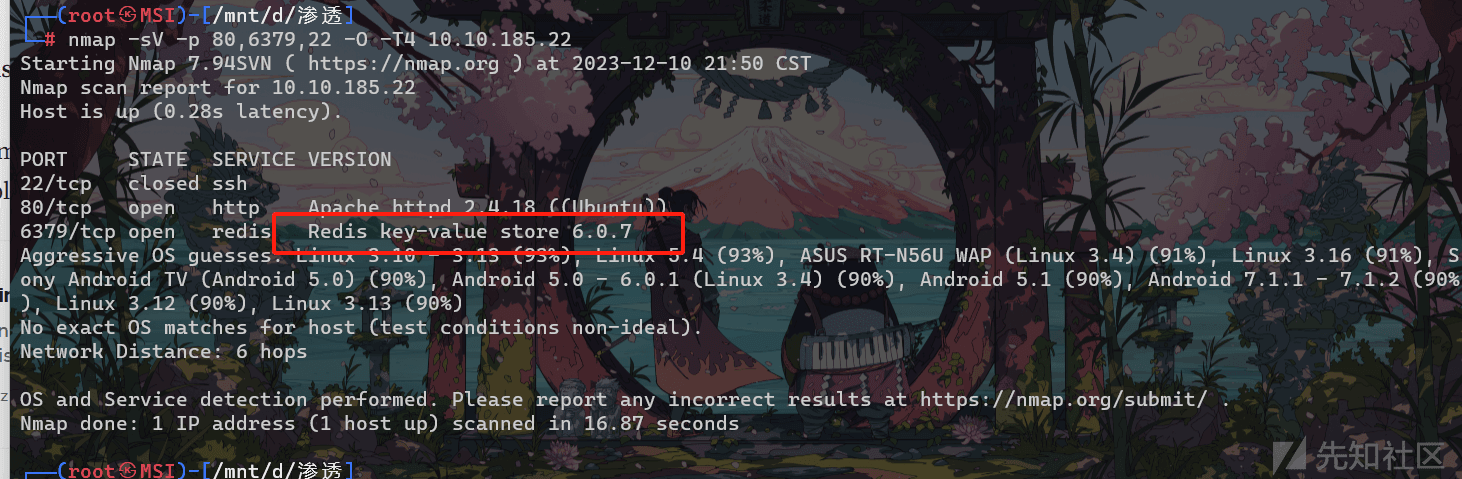 ┌──(root㉿MSI)-[/mnt/d/渗透]
└─# nmap -sV -p 80,6379,22 -O -T4 10.10.185.22
Starting Nmap 7.94SVN ( https://nmap.org ) at 2023-12-10 21:50 CST
Nmap scan report for 10.10.185.22
Host is up (0.28s latency).
PORT     STATE  SERVICE VERSION
22/tcp   closed ssh
80/tcp   open   http    Apache httpd 2.4.18 ((Ubuntu))
6379/tcp open   redis   Redis key-value store 6.0.7
Aggressive OS guesses: Linux 3.10 - 3.13 (93%), Linux 5.4 (93%), ASUS RT-N56U WAP (Linux 3.4) (91%), Linux 3.16 (91%), S
ony Android TV (Android 5.0) (90%), Android 5.0 - 6.0.1 (Linux 3.4) (90%), Android 5.1 (90%), Android 7.1.1 - 7.1.2 (90%
), Linux 3.12 (90%), Linux 3.13 (90%)
No exact OS matches for host (test conditions non-ideal).
Network Distance: 6 hops
OS and Service detection performed. Please report any incorrect results at https://nmap.org/submit/ .
Nmap done: 1 IP address (1 host up) scanned in 16.87 seconds
┌──(root㉿MSI)-[/mnt/d/渗透]
先知社区